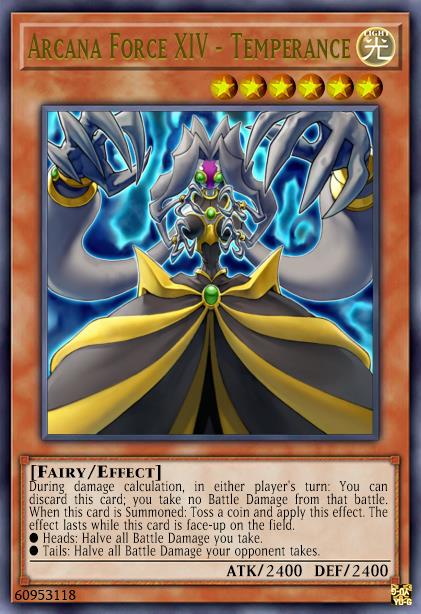 Arcana Force XIV - Temperance
LIGHT
光
[Fairy/Effect]
During damage calculation, in either player's turn: You can
discard this card; you take no Battle Damage from that battle.
When this card is Summoned: Toss a coin and apply this effect. The
effect lasts while this card is face-up on the field.
● Heads: Halve all Battle Damage you take.
● Tails: Halve all Battle Damage your opponent takes.
ATK/2400 DEF/2400
60953118